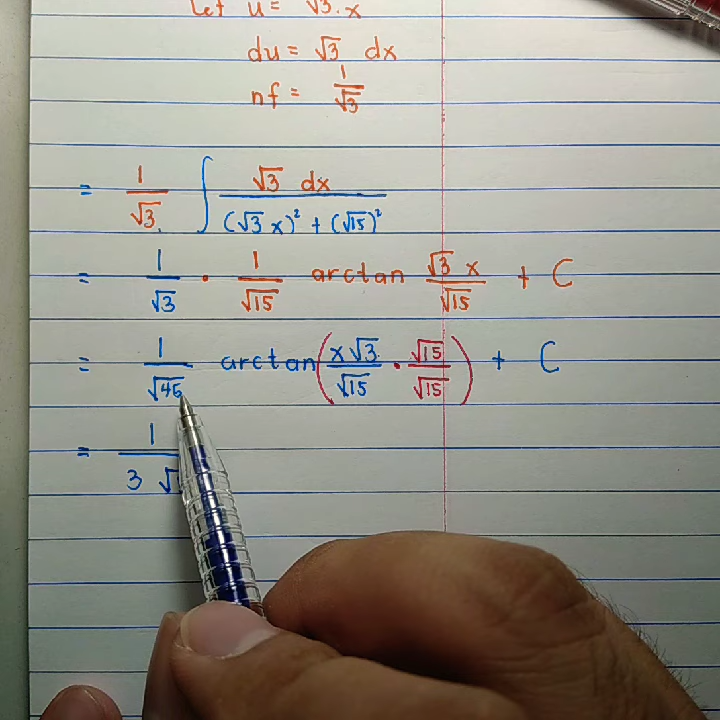 Let u = √3·x
du = √3 dx
nf = 1/√3
= 1/√3 ∫ √3 dx / (√3 x)² + (√15)²
= 1/√3 · 1/√15 arctan √3 x/√15 + C
= 1/√45 arctan(x√3/√15 · √15/√15) + C
= 1/3 √